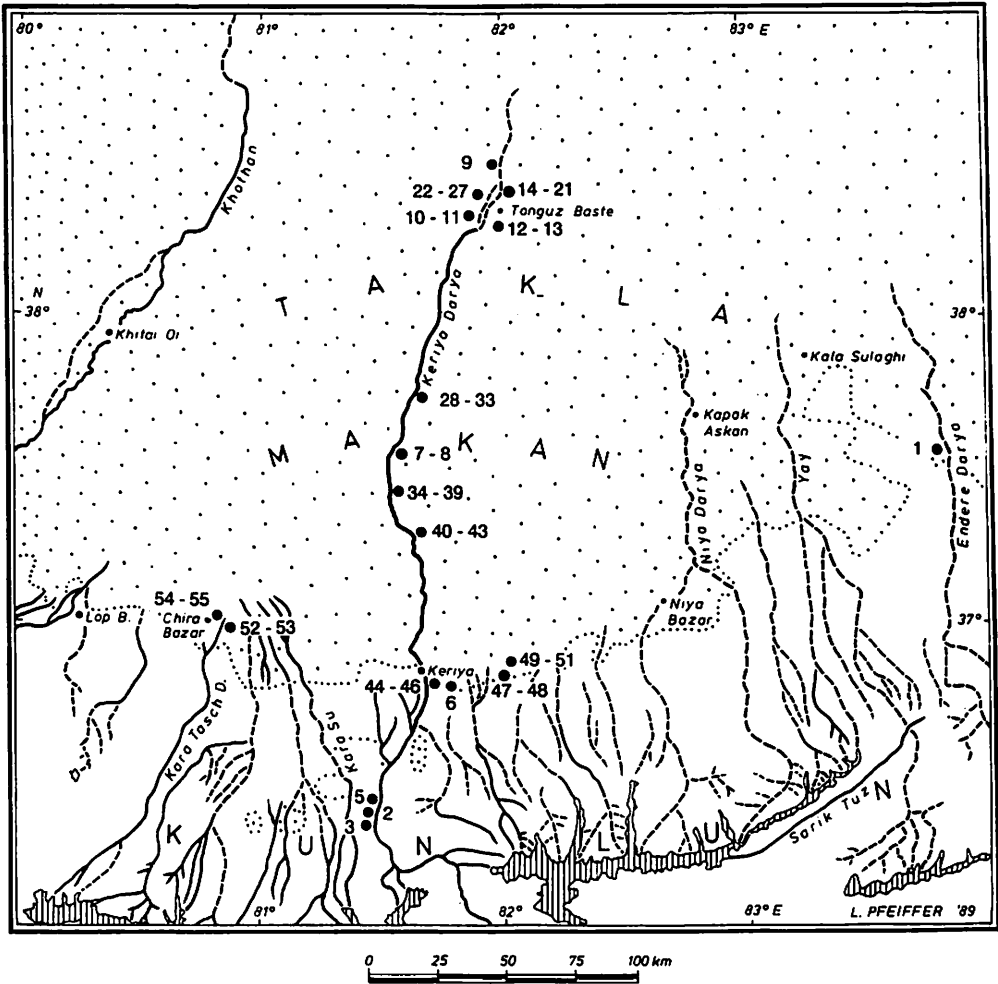 80° 81° 82° 83° E
Khothan
9
22 - 27 14 - 21
10 - 11 Tonguz Baste
12 - 13
N
38° 38°
T A K L A
Khitai Ol
Keriya Darya
Kala Sulaghi
28 - 33
Kapak
Askan
M A K A N
7 - 8
1
34 - 39
Yay
Endere Darya
40 - 43
Niya Darya
54 - 55
Lop B.
Chira
Bazar
52 - 53
Niya
Bazar
37°
49 - 51
Keriya
44 - 46
6
47 - 48
Kara Tasch D.
Kara Su
5
2
3
K U N L U N
Sarik Tuz
81° 82° 83° E
L. PFEIFFER '89
0 25 50 75 100 km